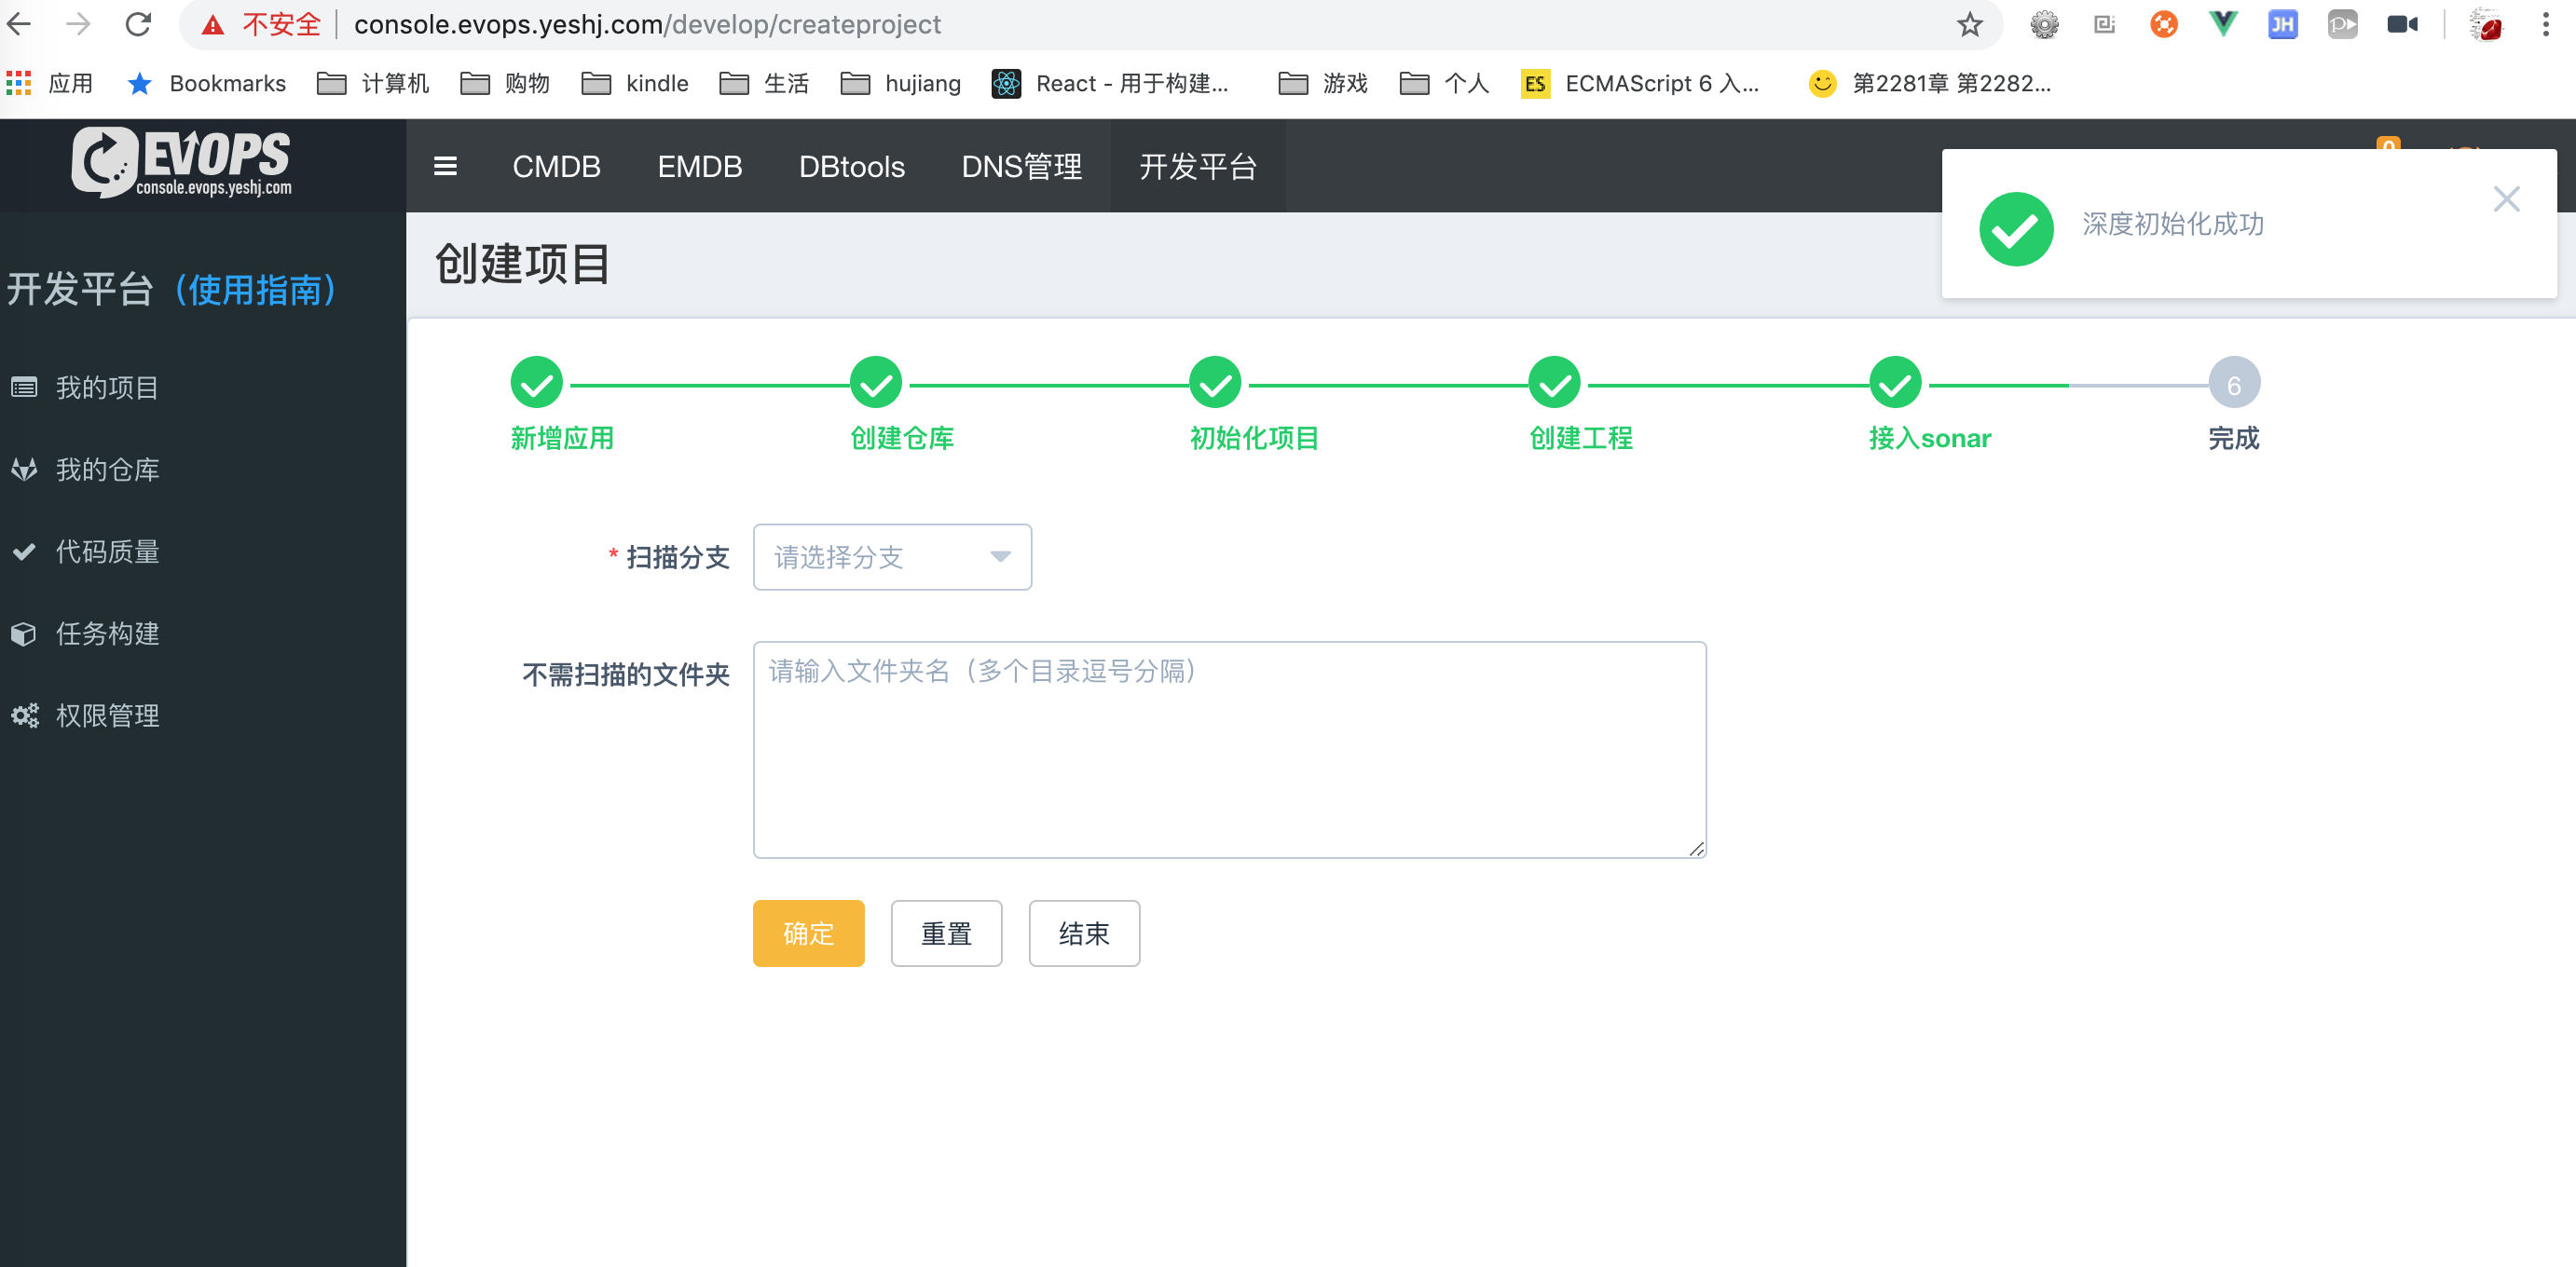 不安全 console.evops.yeshj.com/develop/createproject JH
应用 Bookmarks 计算机 购物 kindle 生活 hujiang React - 用于构建... 游戏 个人 ES ECMAScript 6 入... 第2281章 第2282...
EVOPS
console.evops.yeshj.com
CMDB EMDB DBtools DNS管理 开发平台
深度初始化成功
创建项目
开发平台（使用指南）
我的项目
我的仓库
代码质量
任务构建
权限管理
6
新增应用 创建仓库 初始化项目 创建工程 接入sonar 完成
* 扫描分支 请选择分支
不需扫描的文件夹 请输入文件夹名（多个目录逗号分隔）
确定 重置 结束